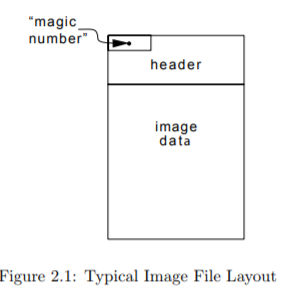 “magic
number”
header
image
data
Figure 2.1: Typical Image File Layout